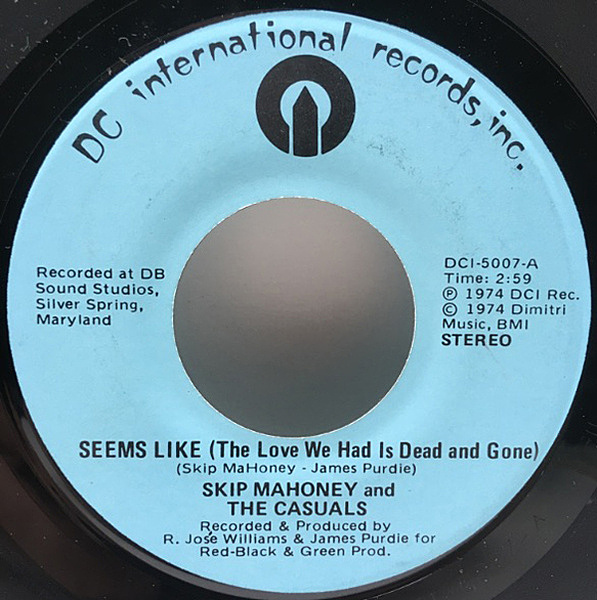 DC international records, inc.
Recorded at DB
Sound Studios,
Silver Spring,
Maryland
DCI-5007-A
Time: 2:59
Ⓟ 1974 DCI Rec.
© 1974 Dimitri
Music, BMI
STEREO
SEEMS LIKE (The Love We Had Is Dead and Gone)
(Skip MaHoney - James Purdie)
SKIP MAHONEY and
THE CASUALS
Recorded & Produced by
R. Jose Williams & James Purdie for
Red-Black & Green Prod.